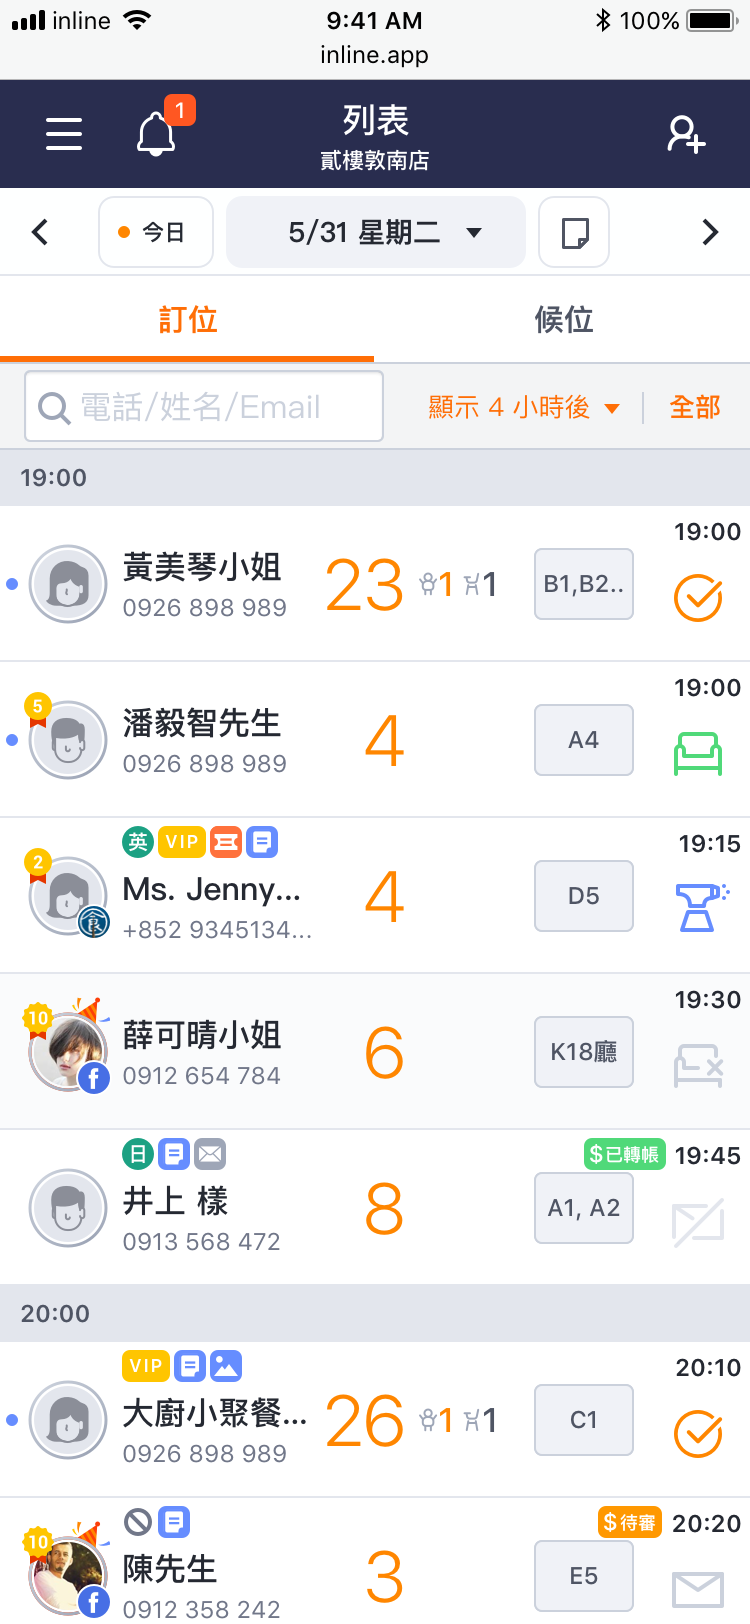 inline 9:41 AM 100%
inline.app
1
列表
貳樓敦南店
今日 5/31 星期二
訂位 候位
電話/姓名/Email 顯示 4 小時後 全部
19:00
19:00
黃美琴小姐 23 1 1 B1,B2..
0926 898 989
19:00
5
潘毅智先生 4 A4
0926 898 989
英 VIP 19:15
2
Ms. Jenny... 4 D5
+852 9345134...
19:30
10
薛可晴小姐 6 K18廳
f
0912 654 784
日 $已轉帳 19:45
井上 樣 8 A1, A2
0913 568 472
20:00
VIP 20:10
大廚小聚餐... 26 1 1 C1
0926 898 989
$待審 20:20
10
陳先生 3 E5
f
0912 358 242